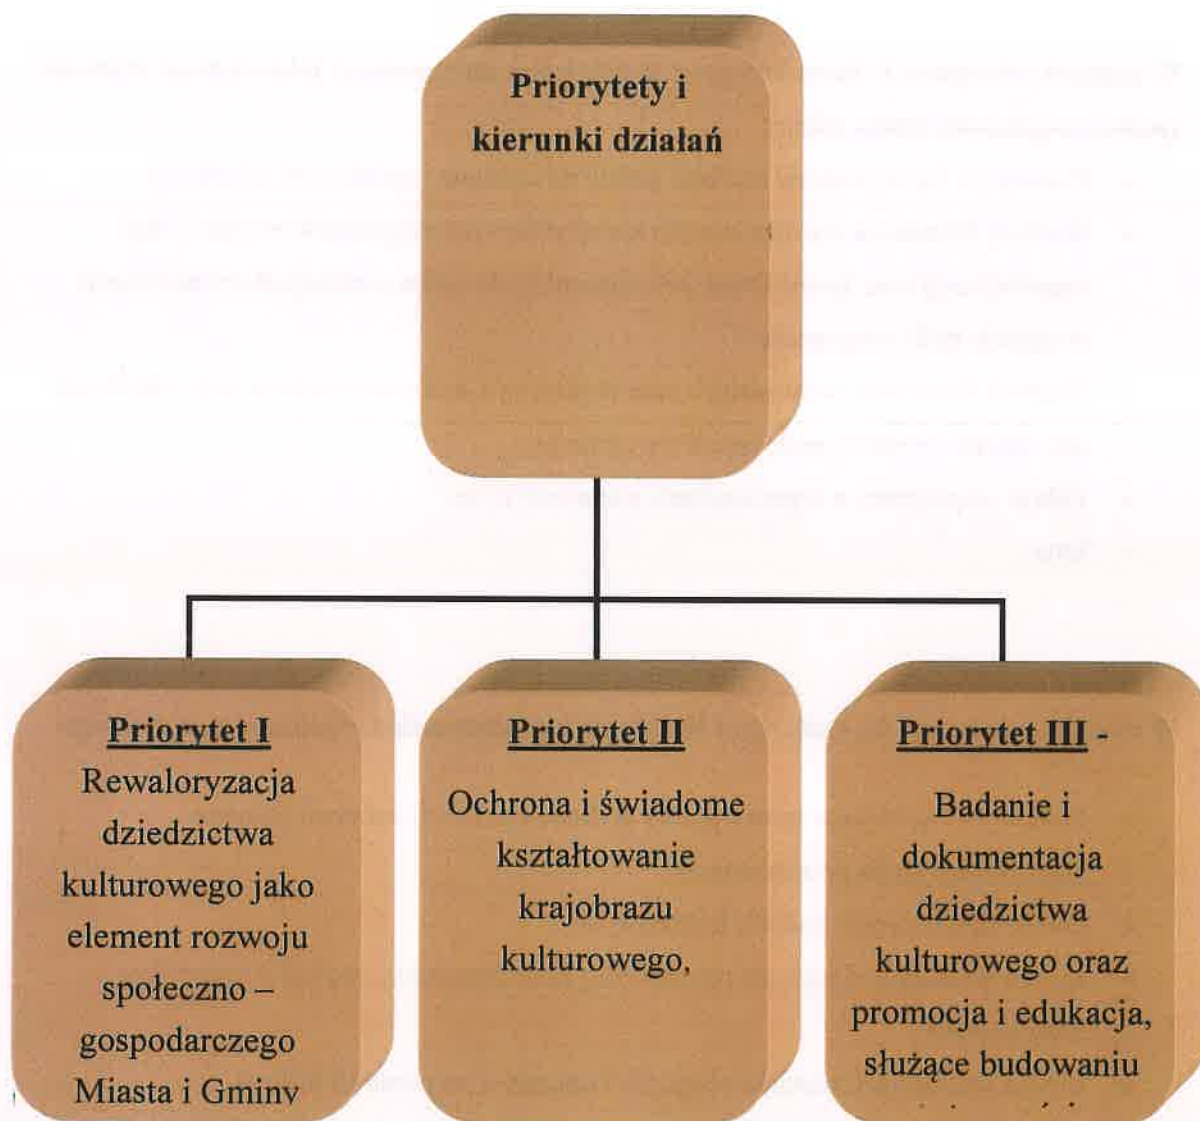 Priorytety i
kierunki działań
Priorytet I
Rewaloryzacja
dziedzictwa
kulturowego jako
element rozwoju
społeczno –
gospodarczego
Miasta i Gminy
Priorytet II
Ochrona i świadome
kształtowanie
krajobrazu
kulturowego,
Priorytet III -
Badanie i
dokumentacja
dziedzictwa
kulturowego oraz
promocja i edukacja,
służące budowaniu